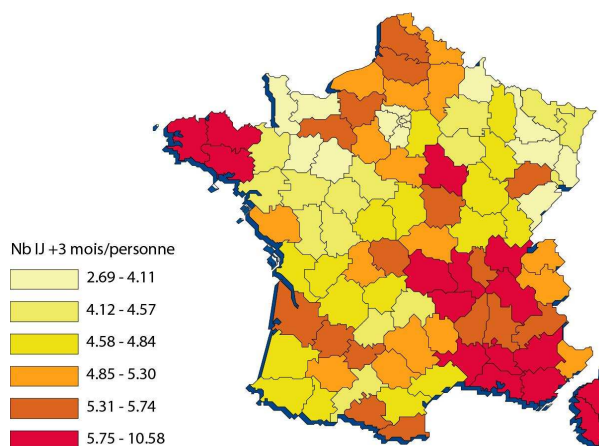 Nb IJ +3 mois/personne
2.69 - 4.11
4.12 - 4.57
4.58 - 4.84
4.85 - 5.30
5.31 - 5.74
5.75 - 10.58